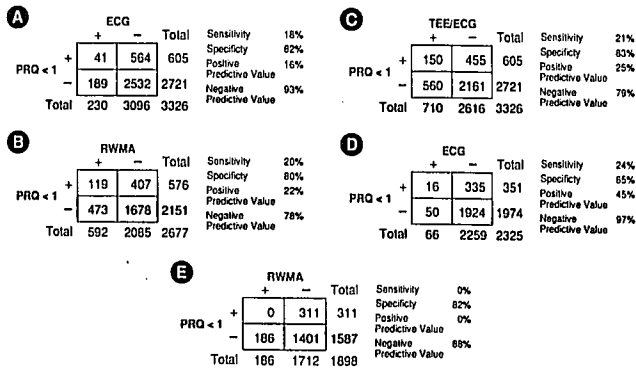 A
ECG
+ − Total
PRQ < 1
+ 41 564 605
− 189 2532 2721
Total 230 3096 3326
Sensitivity 18%
Specificty 82%
Positive 16%
Predictive Value
Negative 93%
Predictive Value
B
RWMA
+ − Total
PRQ < 1
+ 119 407 576
− 473 1678 2151
Total 592 2085 2677
Sensitivity 20%
Specificty 80%
Positive 22%
Predictive Value
Negative 78%
Predictive Value
C
TEE/ECG
+ − Total
PRQ < 1
+ 150 455 605
− 560 2161 2721
Total 710 2616 3326
Sensitivity 21%
Specificty 83%
Positive 25%
Predictive Value
Negative 79%
Predictive Value
D
ECG
+ − Total
PRQ < 1
+ 16 335 351
− 50 1924 1974
Total 66 2259 2325
Sensitivity 24%
Specificty 85%
Positive 45%
Predictive Value
Negative 97%
Predictive Value
E
RWMA
+ − Total
PRQ < 1
+ 0 311 311
− 186 1401 1587
Total 186 1712 1898
Sensitivity 0%
Specificty 82%
Positive 0%
Predictive Value
Negative 88%
Predictive Value